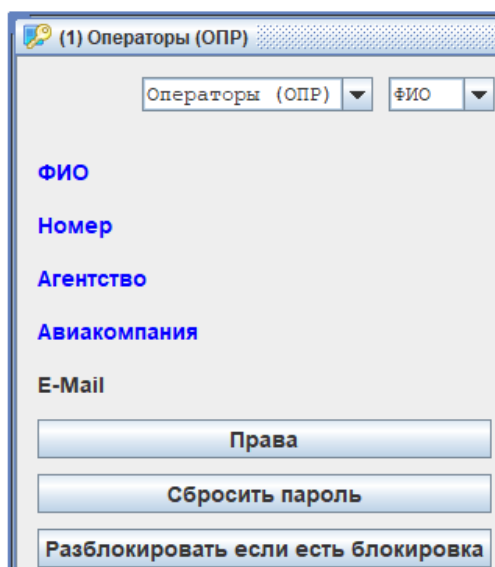 (1) Операторы (ОПР)
Операторы (ОПР) ФИО
ФИО
Номер
Агентство
Авиакомпания
E-Mail
Права
Сбросить пароль
Разблокировать если есть блокировка